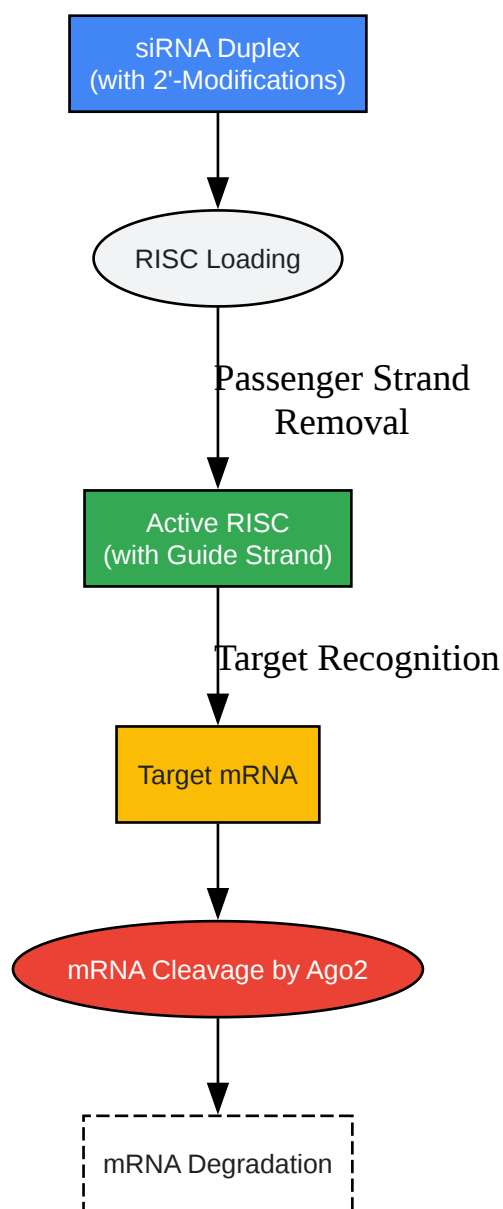 siRNA Duplex
(with 2'-Modifications)
RISC Loading
Passenger Strand
Removal
Active RISC
(with Guide Strand)
Target Recognition
Target mRNA
mRNA Cleavage by Ago2
mRNA Degradation